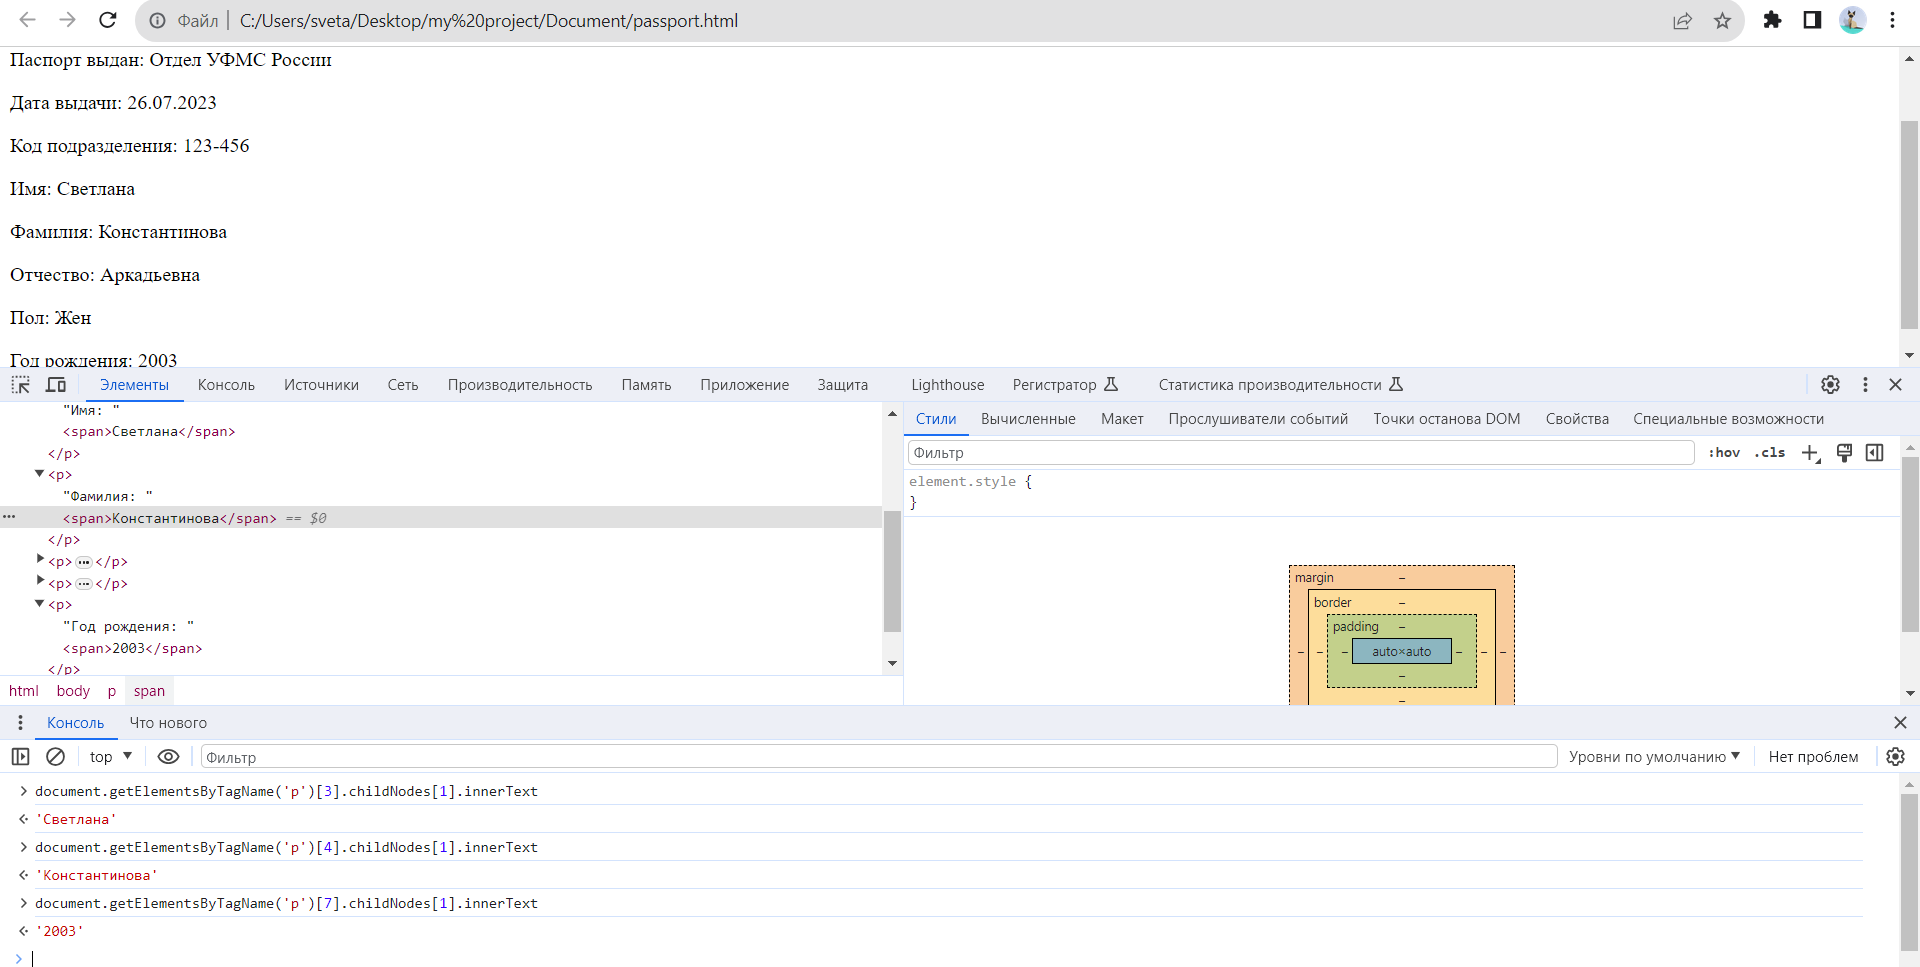 Файл | C:/Users/sveta/Desktop/my%20project/Document/passport.html
Паспорт выдан: Отдел УФМС России
Дата выдачи: 26.07.2023
Код подразделения: 123-456
Имя: Светлана
Фамилия: Константинова
Отчество: Аркадьевна
Пол: Жен
Год рождения: 2003
Элементы Консоль Источники Сеть Производительность Память Приложение Защита Lighthouse Регистратор Статистика производительности
"Имя: "
<span>Светлана</span>
</p>
<p>
"Фамилия: "
<span>Константинова</span> == $0
</p>
<p>…</p>
<p>…</p>
<p>
"Год рождения: "
<span>2003</span>
</p>
html body p span
Стили Вычисленные Макет Прослушиватели событий Точки останова DOM Свойства Специальные возможности
Фильтр :hov .cls
element.style {
}
margin –
border –
padding –
– – – auto×auto – – –
–
–
Консоль Что нового
top Фильтр Уровни по умолчанию Нет проблем
document.getElementsByTagName('p')[3].childNodes[1].innerText
'Светлана'
document.getElementsByTagName('p')[4].childNodes[1].innerText
'Константинова'
document.getElementsByTagName('p')[7].childNodes[1].innerText
'2003'